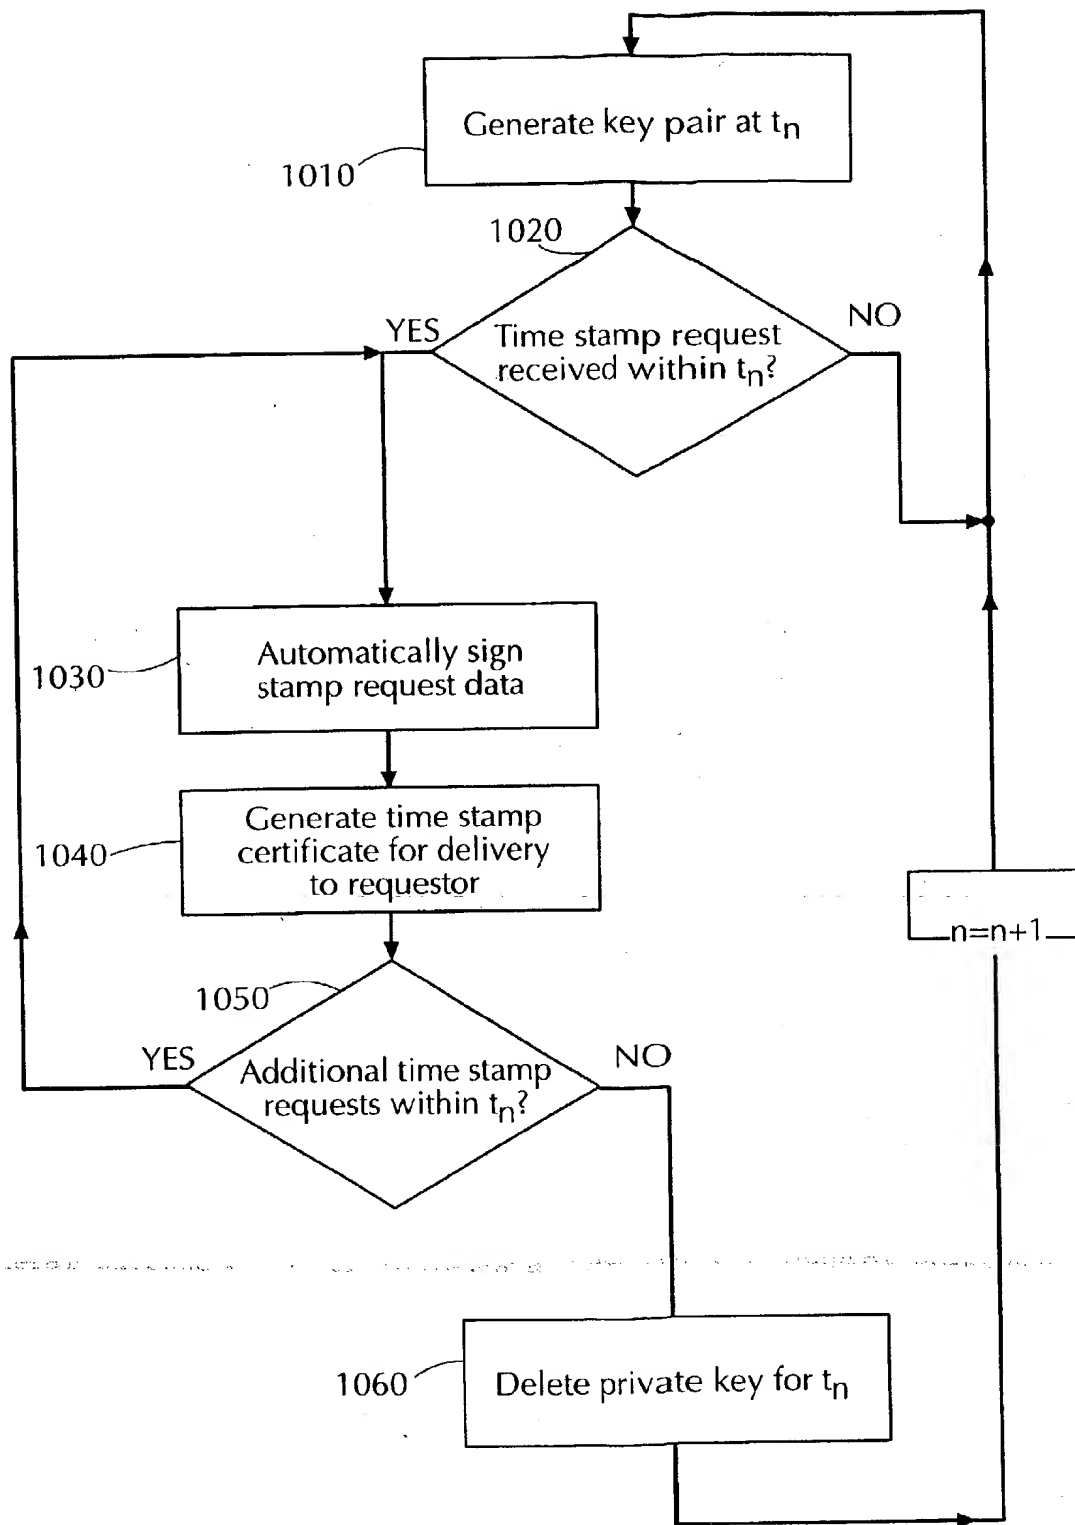 Generate key pair at tn
1010
1020
YES
NO
Time stamp request
received within tn?
Automatically sign
stamp request data
1030
Generate time stamp
certificate for delivery
to requestor
1040
n=n+1
1050
YES
NO
Additional time stamp
requests within tn?
1060
Delete private key for tn